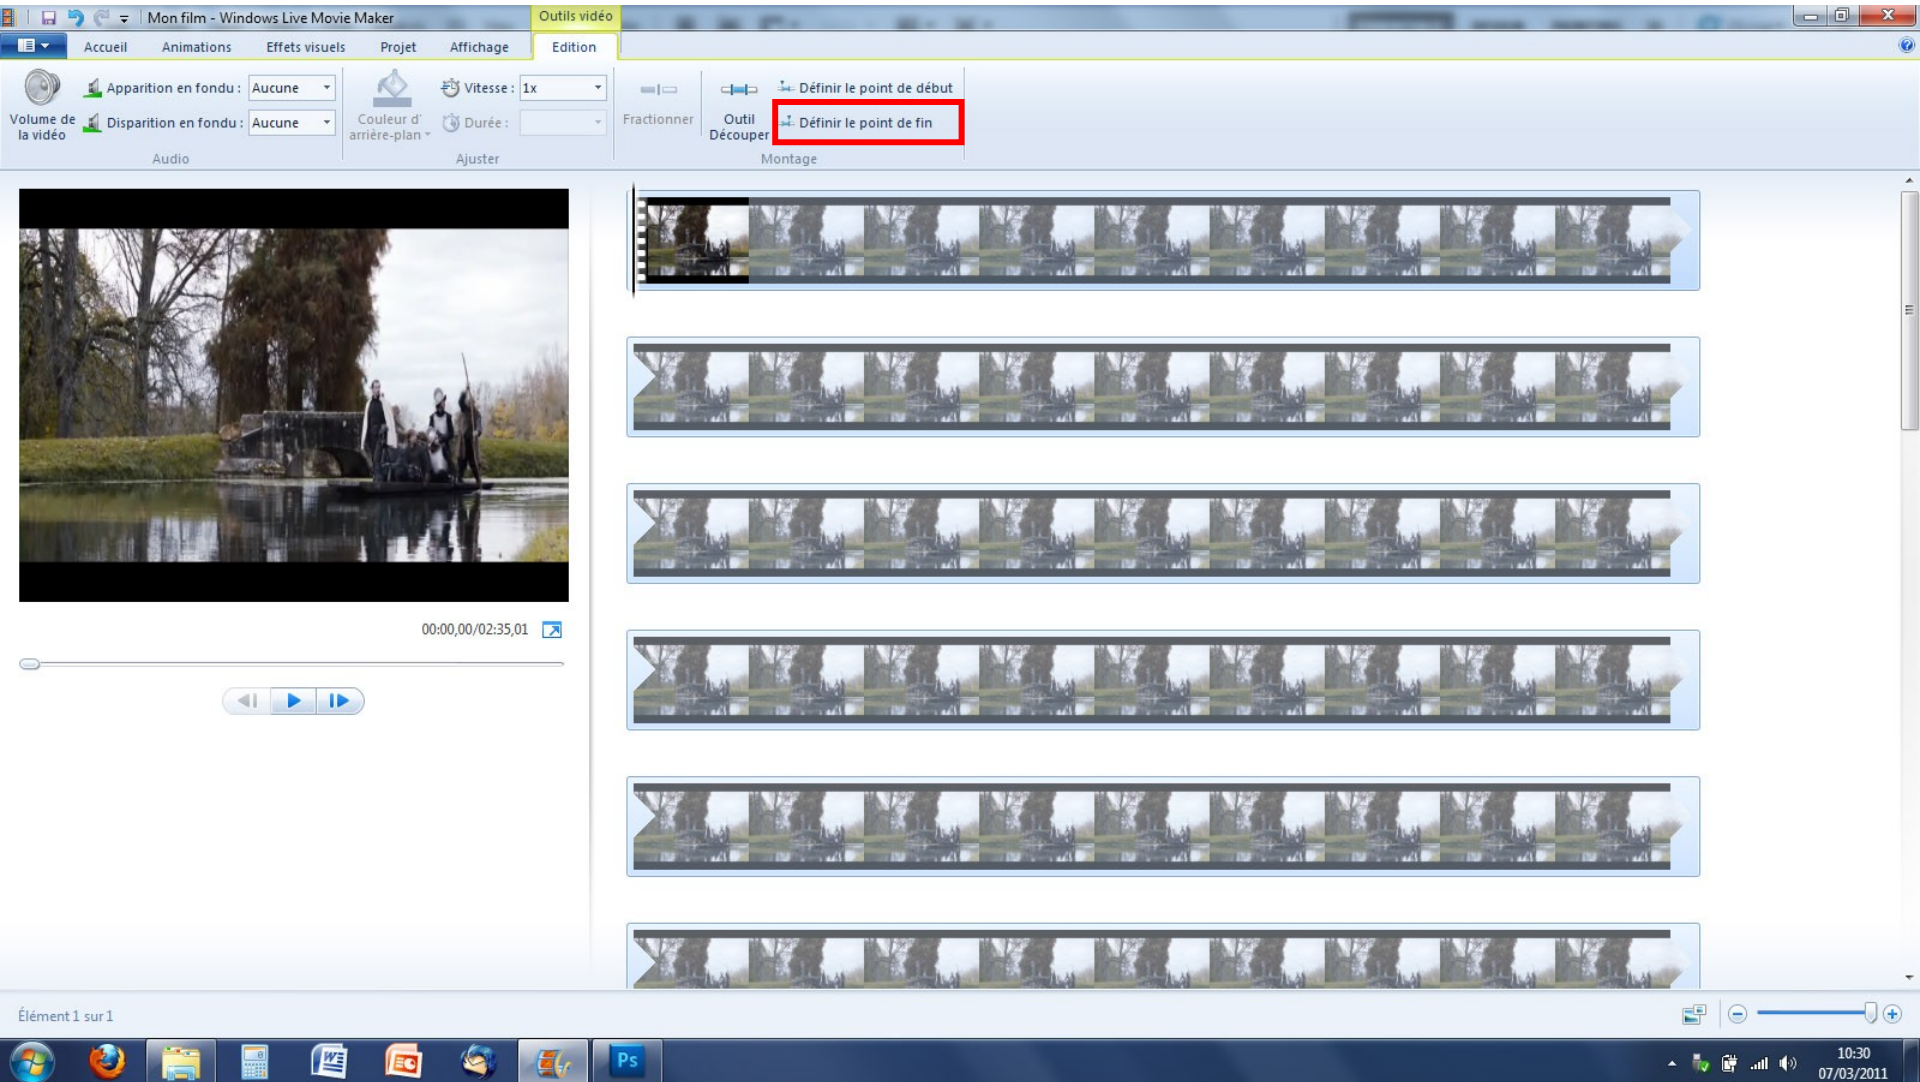 Mon film - Windows Live Movie Maker
Outils vidéo
Accueil Animations Effets visuels Projet Affichage Edition
Volume de
la vidéo
Apparition en fondu : Aucune
Disparition en fondu : Aucune
Audio
Couleur d'
arrière-plan
Vitesse : 1x
Durée :
Ajuster
Fractionner
Outil
Découper
Définir le point de début
Définir le point de fin
Montage
00:00,00/02:35,01
Élément 1 sur 1
Ps
10:30
07/03/2011